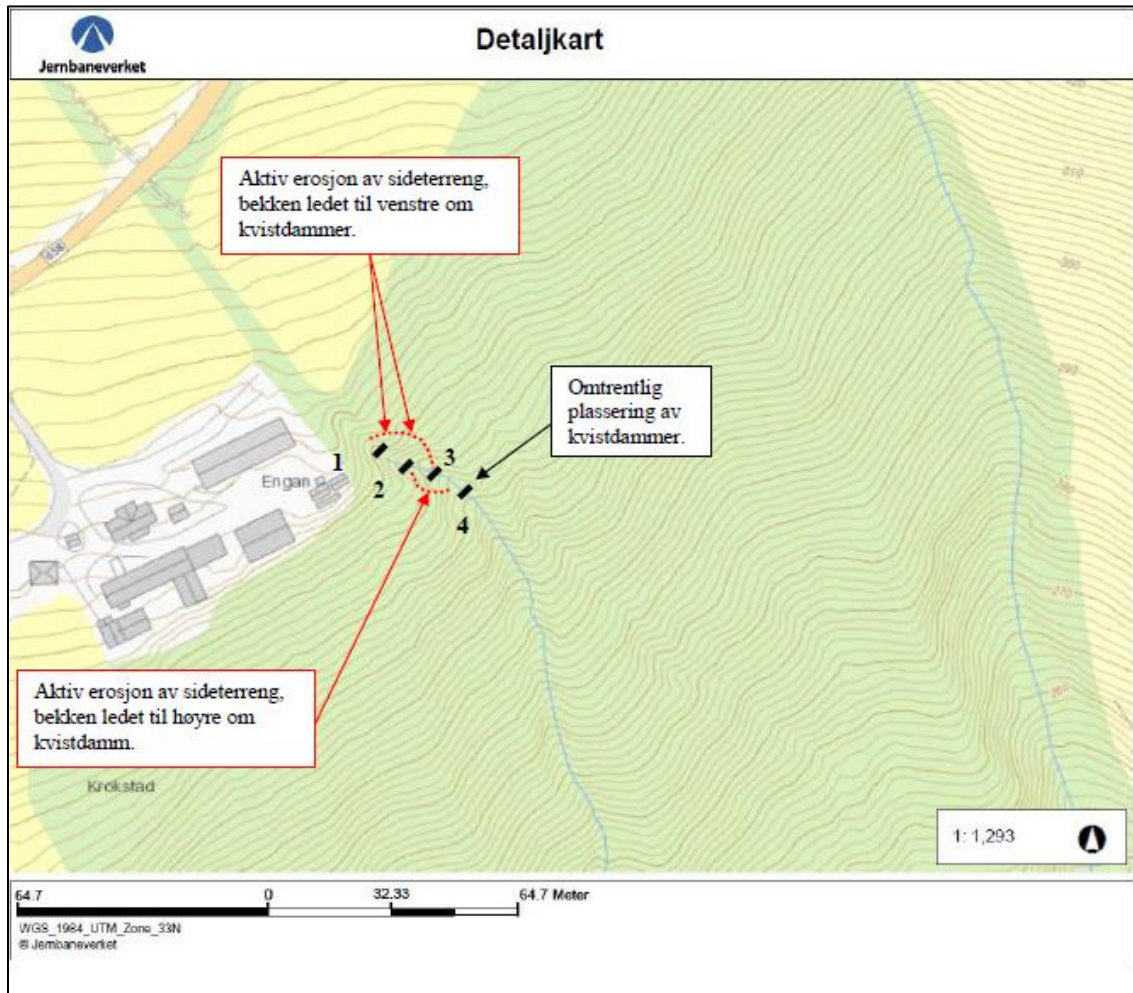 Jernbaneverket
Detaljkart
Aktiv erosjon av sideterreng,
bekken ledet til venstre om
kvistdammer.
Omtrentlig
plassering av
kvistdammer.
1
2
3
4
Engan
Aktiv erosjon av sideterreng,
bekken ledet til høyre om
kvistdamm.
Krokstad
1: 1,293
64.7 0 32.33 64.7 Meter
WGS_1984_UTM_Zone_33N
© Jernbaneverket